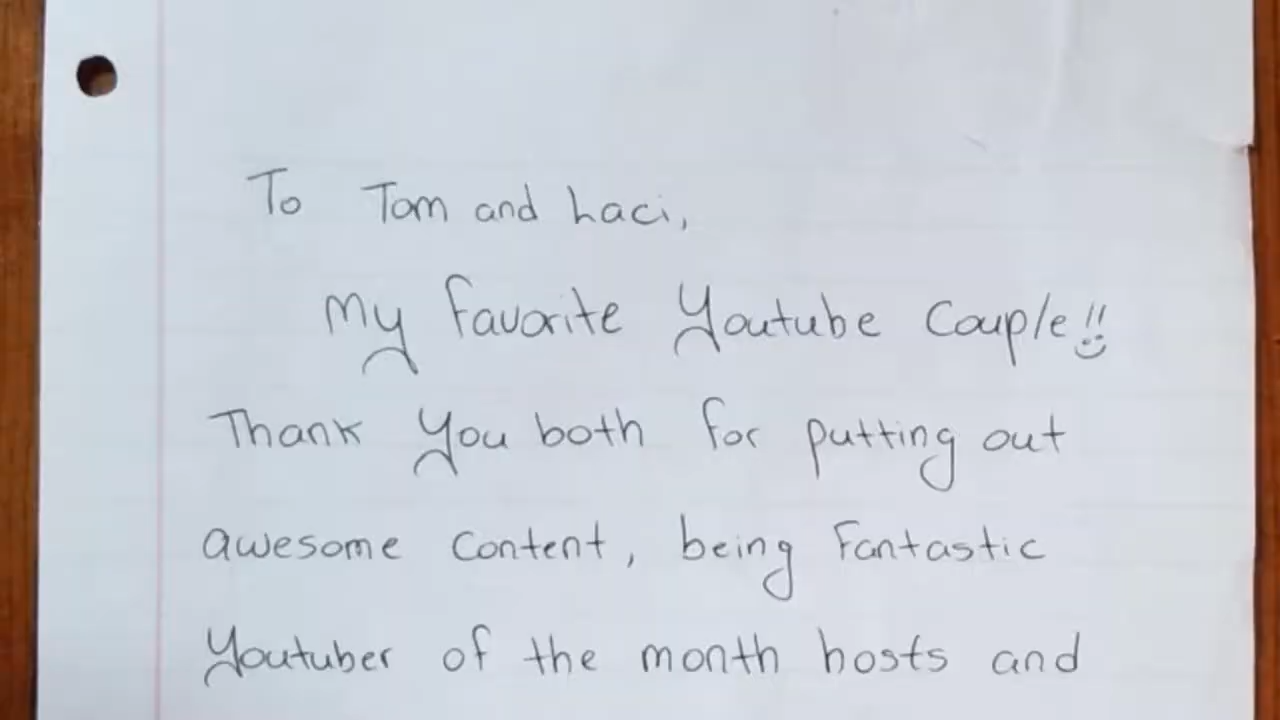 To Tom and Laci,
My favorite Youtube Couple!!
Thank you both for putting out
awesome content, being Fantastic
Youtuber of the month hosts and